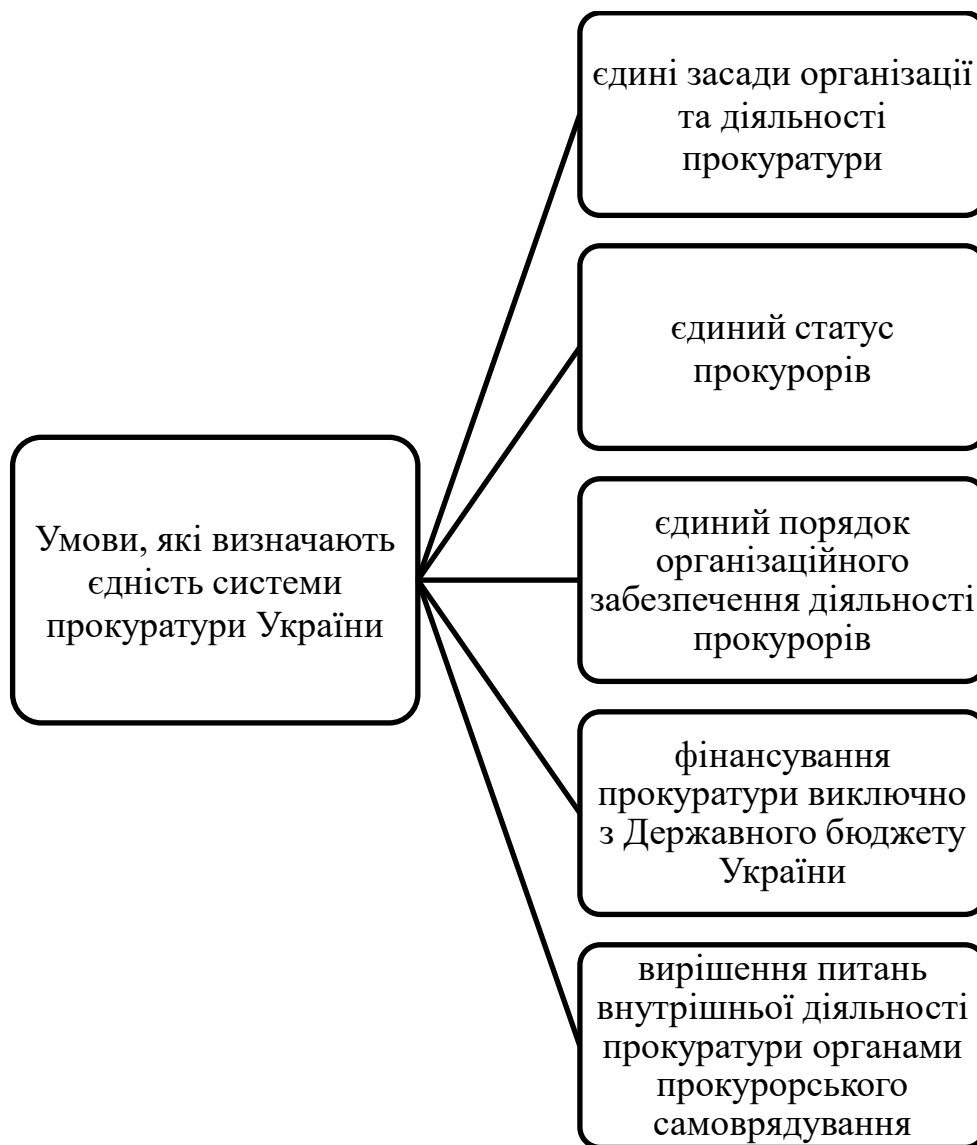 Умови, які визначають
єдність системи
прокуратури України
єдині засади організації
та діяльності
прокуратури
єдиний статус
прокурорів
єдиний порядок
організаційного
забезпечення діяльності
прокурорів
фінансування
прокуратури виключно
з Державного бюджету
України
вирішення питань
внутрішньої діяльності
прокуратури органами
прокурорського
самоврядування